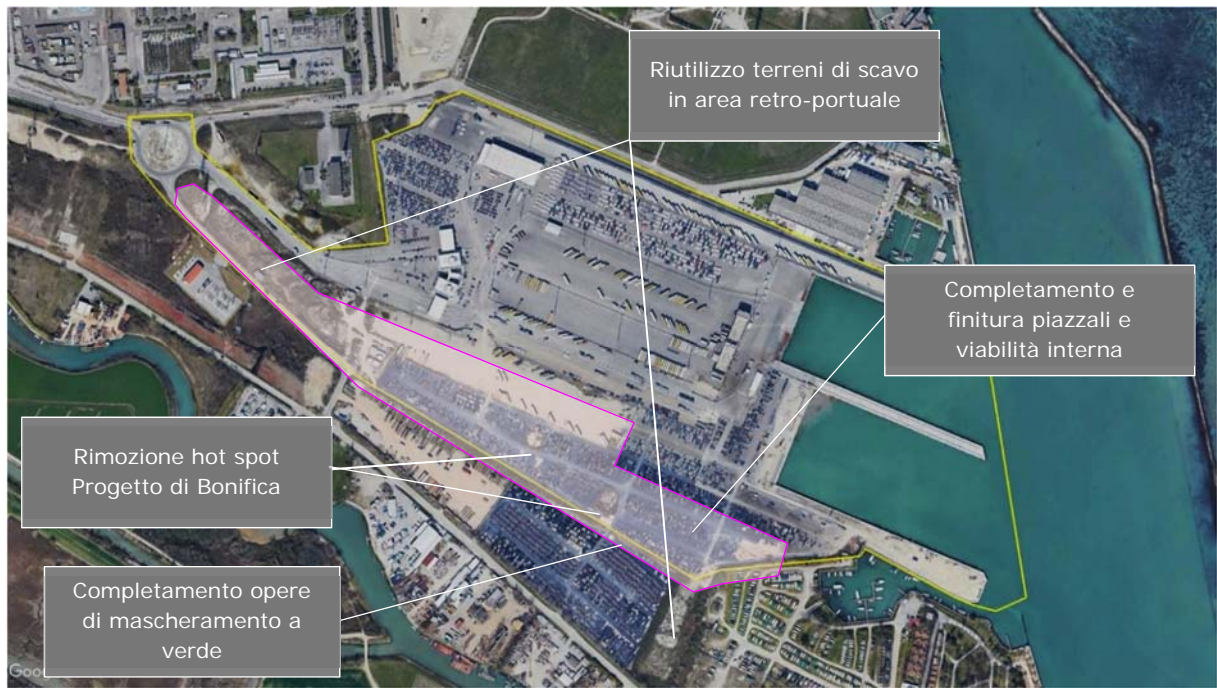 Riutilizzo terreni di scavo
in area retro-portuale
Completamento e
finitura piazzali e
viabilità interna
Rimozione hot spot
Progetto di Bonifica
Completamento opere
di mascheramento a
verde
Goo